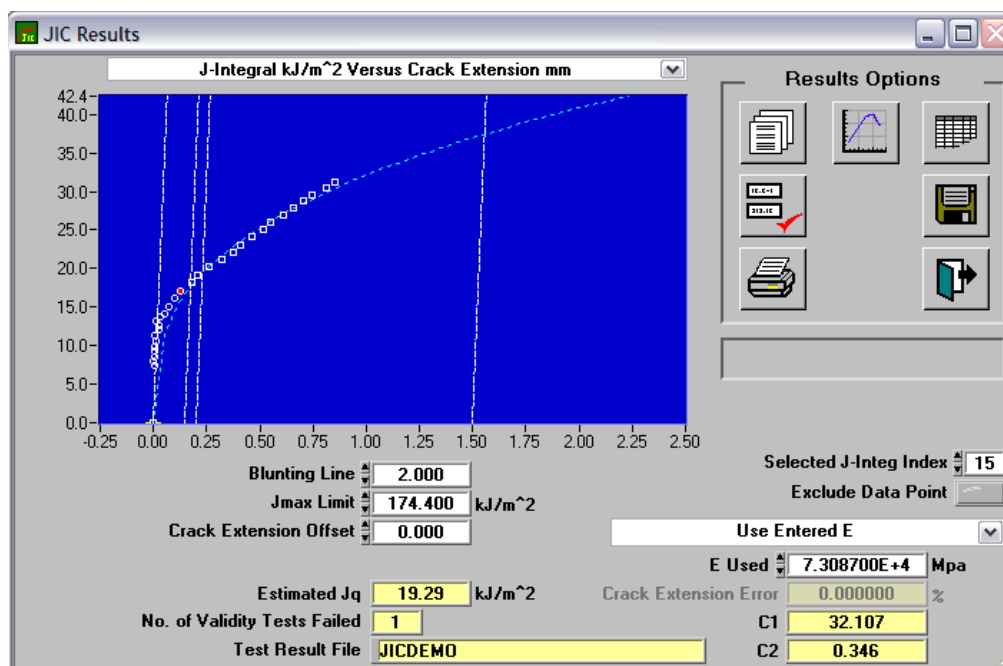 JIC Results
J-Integral kJ/m^2 Versus Crack Extension mm
Results Options
42.4
40.0
35.0
30.0
25.0
20.0
15.0
10.0
5.0
0.0
-0.25 0.00 0.25 0.50 0.75 1.00 1.25 1.50 1.75 2.00 2.25 2.50
Blunting Line 2.000
Jmax Limit 174.400 kJ/m^2
Crack Extension Offset 0.000
Selected J-Integ Index 15
Exclude Data Point
Use Entered E
E Used 7.308700E+4 Mpa
Estimated Jq 19.29 kJ/m^2
Crack Extension Error 0.000000 %
No. of Validity Tests Failed 1
C1 32.107
Test Result File JICDEMO
C2 0.346